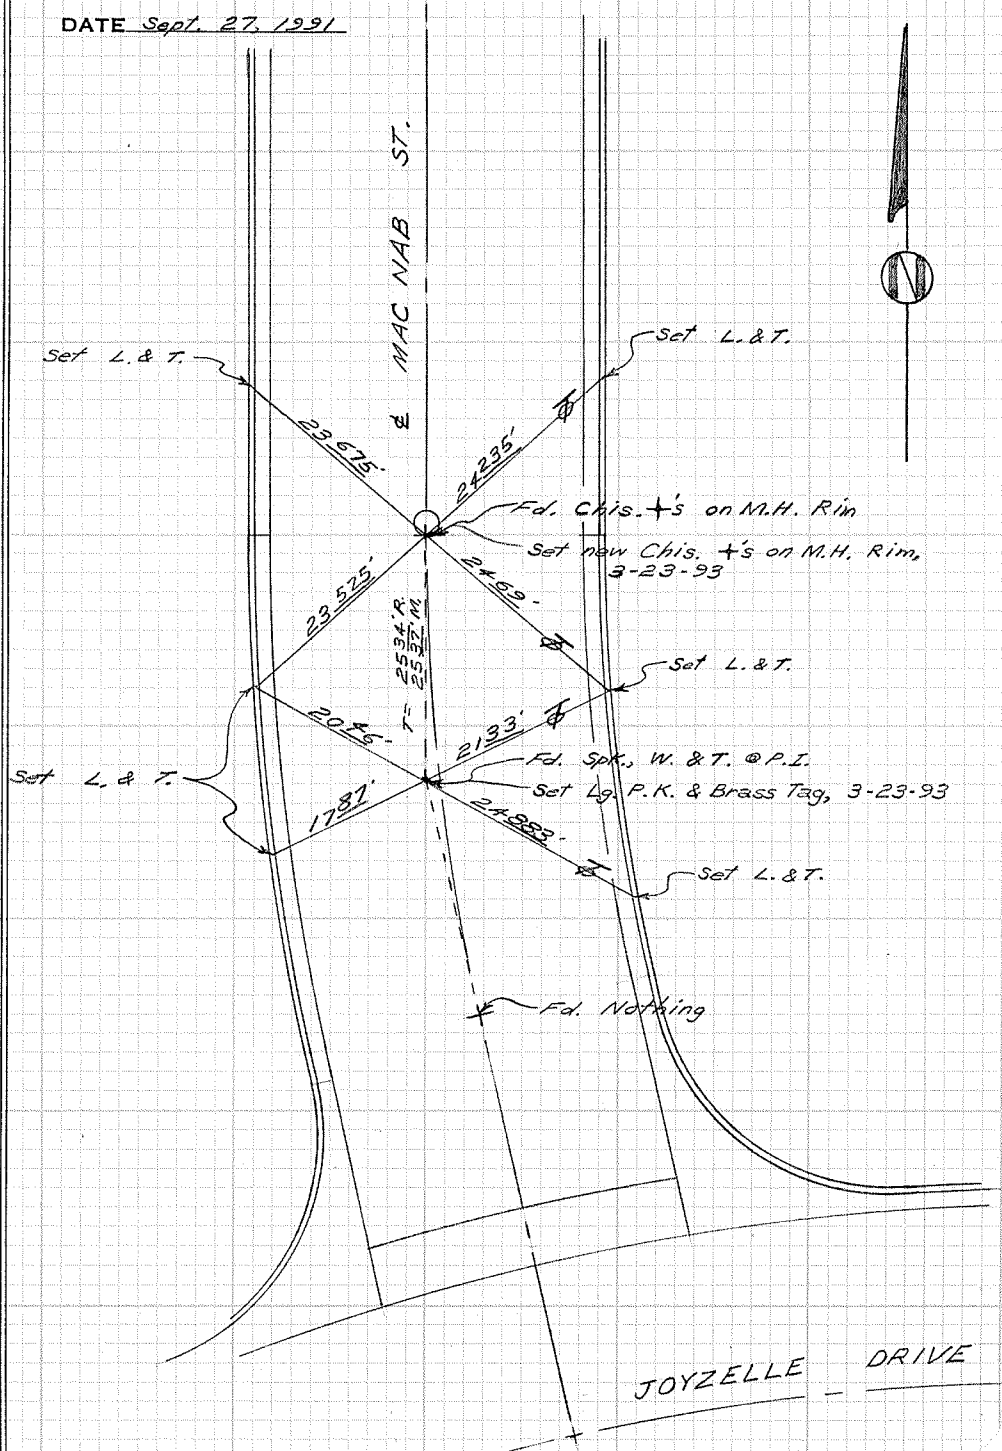 DATE Sept. 27, 1991
℄ MAC NAB ST.
N
Set L. & T.
Set L. & T.
23.675'
24.235'
Fd. Chis. +'s on M.H. Rim
Set new Chis. +'s on M.H. Rim,
3-23-93
23.525'
24.69'
T = 25.34' R.
25.37' M.
Set L. & T.
20.46'
21.33'
Fd. Spk., W. & T. @ P.I.
Set L. & T.
Set Lg. P.K. & Brass Tag, 3-23-93
17.87'
24.883'
Set L. & T.
Fd. Nothing
JOYZELLE DRIVE